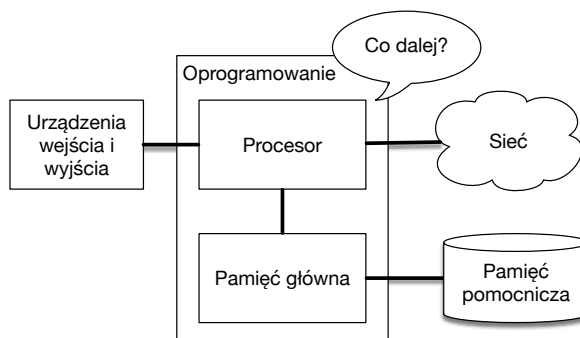 Co dalej?
Oprogramowanie
Urządzenia
wejścia i
wyjścia
Procesor
Sieć
Pamięć główna
Pamięć
pomocnicza